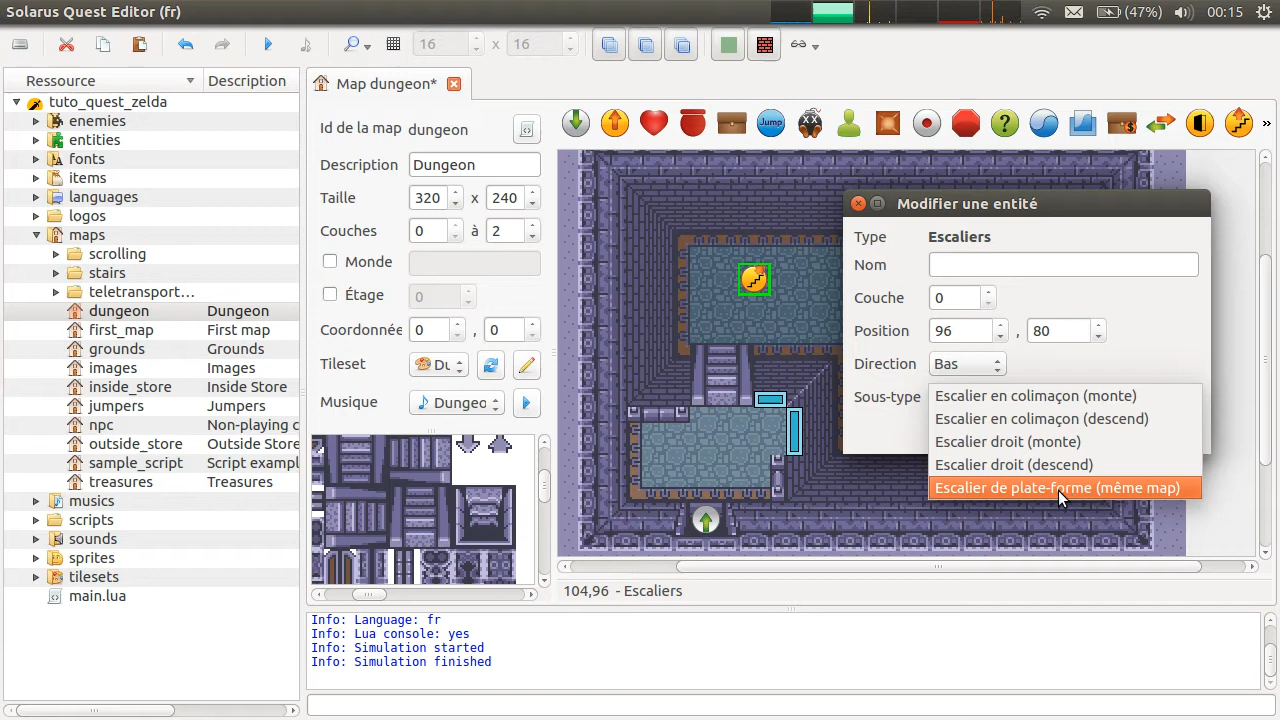 Solarus Quest Editor (fr)
(47%)
00:15
16 x 16
Ressource
Description
tuto_quest_zelda
enemies
entities
fonts
items
languages
logos
maps
scrolling
stairs
teletransport...
dungeon Dungeon
first_map First map
grounds Grounds
images Images
inside_store Inside Store
jumpers Jumpers
npc Non-playing c
outside_store Outside Store
sample_script Script exampl
treasures Treasures
musics
scripts
sounds
sprites
tilesets
main.lua
Map dungeon*
Id de la map dungeon
Description Dungeon
Taille 320 x 240
Couches 0 à 2
Monde
Étage 0
Coordonnée 0 , 0
Tileset Du
Musique Dungeo
Jump
?
$
»
Modifier une entité
Type Escaliers
Nom
Couche 0
Position 96 , 80
Direction Bas
Sous-type
Escalier en colimaçon (monte)
Escalier en colimaçon (descend)
Escalier droit (monte)
Escalier droit (descend)
Escalier de plate-forme (même map)
104,96 - Escaliers
Info: Language: fr
Info: Lua console: yes
Info: Simulation started
Info: Simulation finished